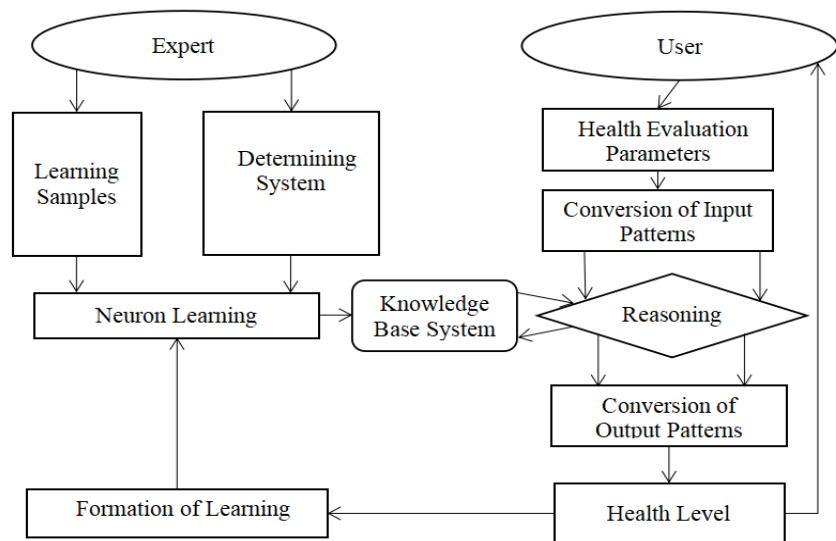 Expert
User
Learning
Samples
Determining
System
Health Evaluation
Parameters
Conversion of Input
Patterns
Neuron Learning
Knowledge
Base System
Reasoning
Conversion of
Output Patterns
Formation of Learning
Health Level